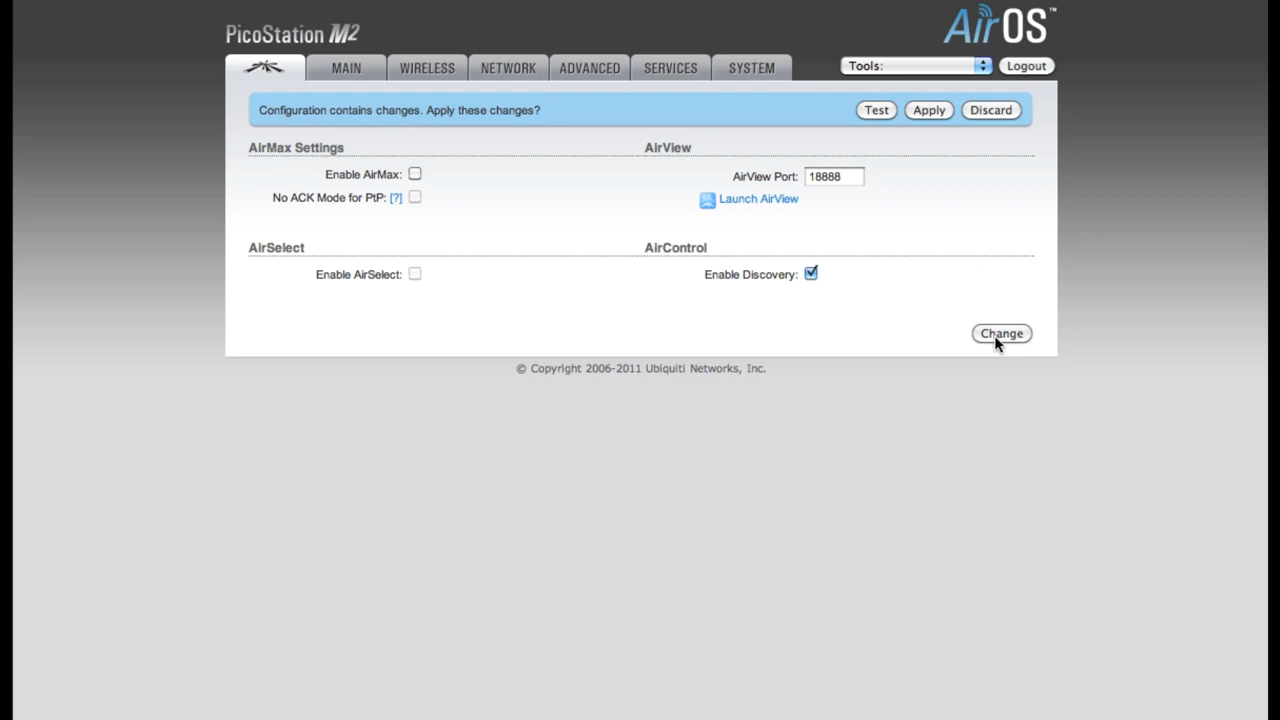 PicoStation M2
AirOS™
MAIN WIRELESS NETWORK ADVANCED SERVICES SYSTEM Tools: Logout
Configuration contains changes. Apply these changes? Test Apply Discard
AirMax Settings AirView
Enable AirMax: AirView Port: 18888
No ACK Mode for PtP: [?] Launch AirView
AirSelect AirControl
Enable AirSelect: Enable Discovery:
Change
© Copyright 2006-2011 Ubiquiti Networks, Inc.